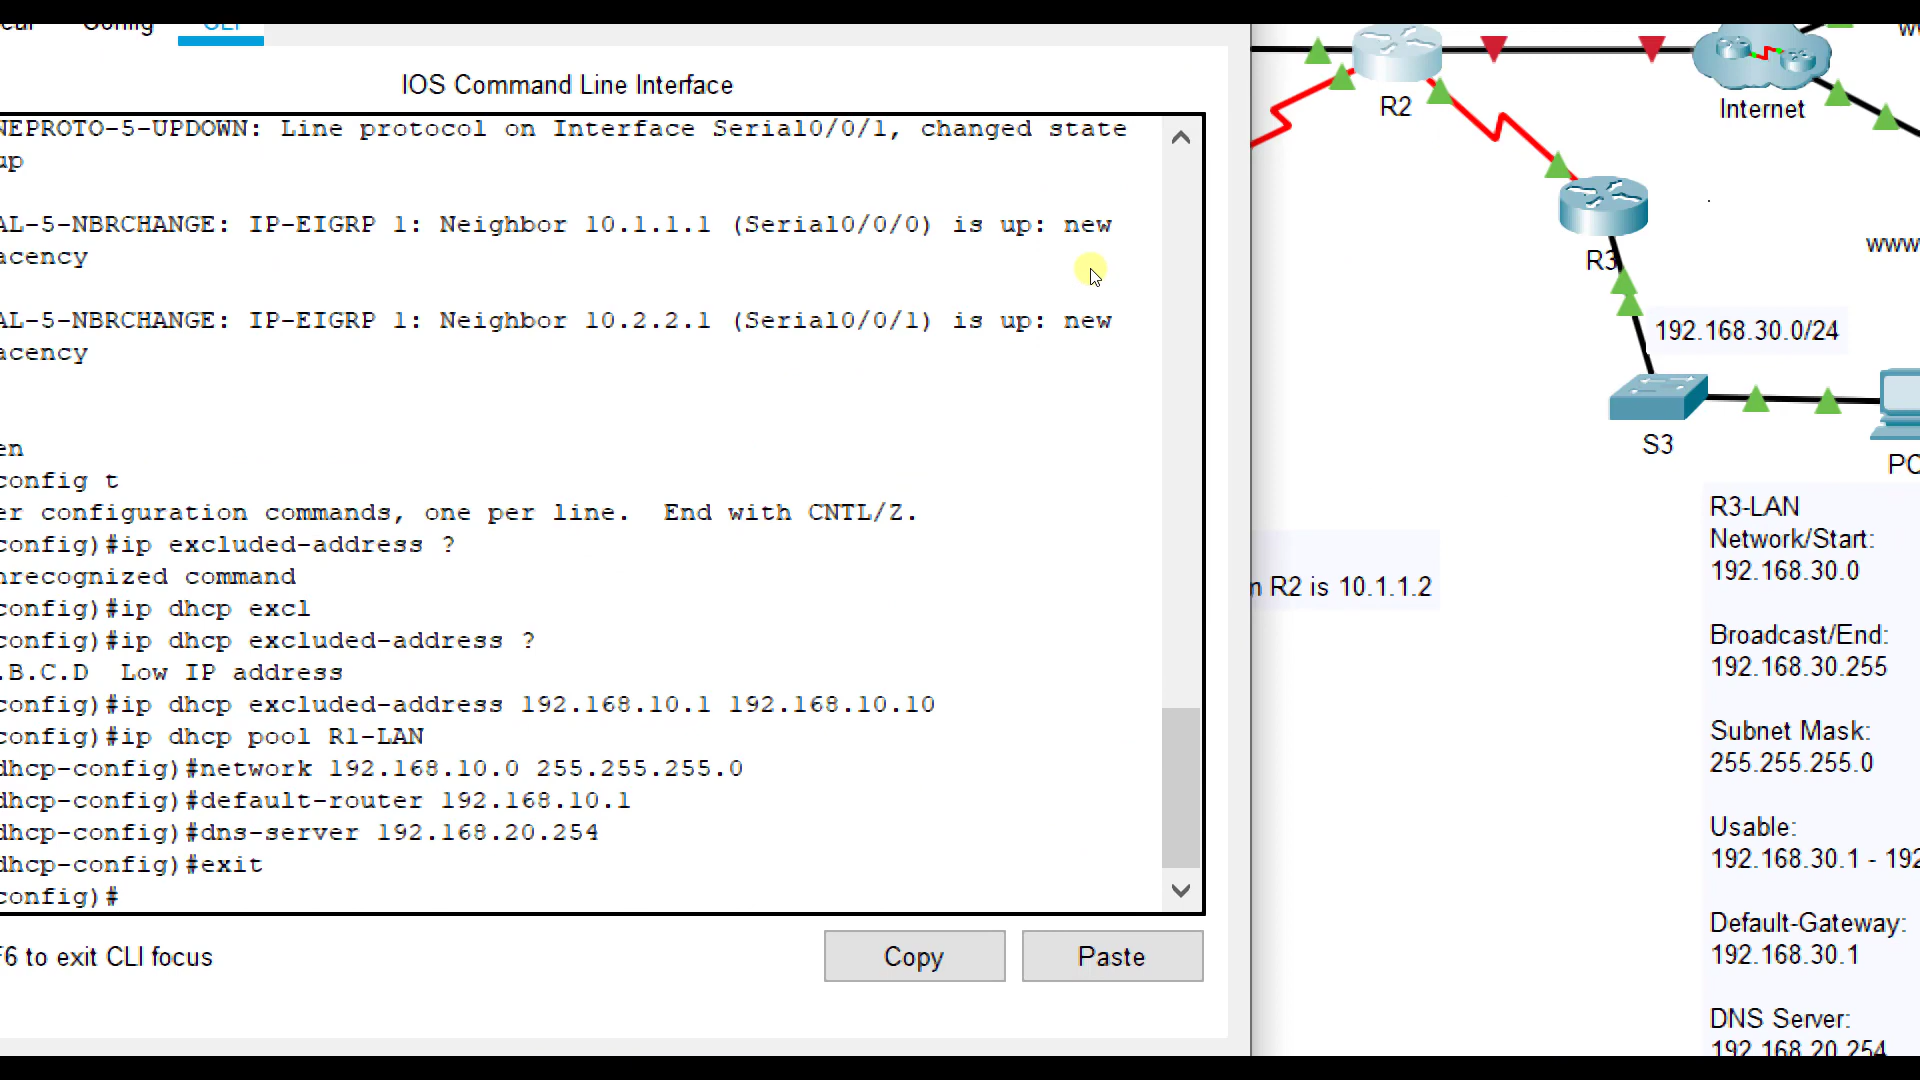 Config
CLI
IOS Command Line Interface
NEPROTO-5-UPDOWN: Line protocol on Interface Serial0/0/1, changed state
up
AL-5-NBRCHANGE: IP-EIGRP 1: Neighbor 10.1.1.1 (Serial0/0/0) is up: new
acency
AL-5-NBRCHANGE: IP-EIGRP 1: Neighbor 10.2.2.1 (Serial0/0/1) is up: new
acency
en
config t
er configuration commands, one per line.  End with CNTL/Z.
config)#ip excluded-address ?
nrecognized command
config)#ip dhcp excl
config)#ip dhcp excluded-address ?
.B.C.D  Low IP address
config)#ip dhcp excluded-address 192.168.10.1 192.168.10.10
config)#ip dhcp pool R1-LAN
dhcp-config)#network 192.168.10.0 255.255.255.0
dhcp-config)#default-router 192.168.10.1
dhcp-config)#dns-server 192.168.20.254
dhcp-config)#exit
config)#
F6 to exit CLI focus
Copy
Paste
R2
Internet
R3
www
192.168.30.0/24
S3
PC
R2 is 10.1.1.2
R3-LAN
Network/Start:
192.168.30.0
Broadcast/End:
192.168.30.255
Subnet Mask:
255.255.255.0
Usable:
192.168.30.1 - 192
Default-Gateway:
192.168.30.1
DNS Server:
192.168.20.254